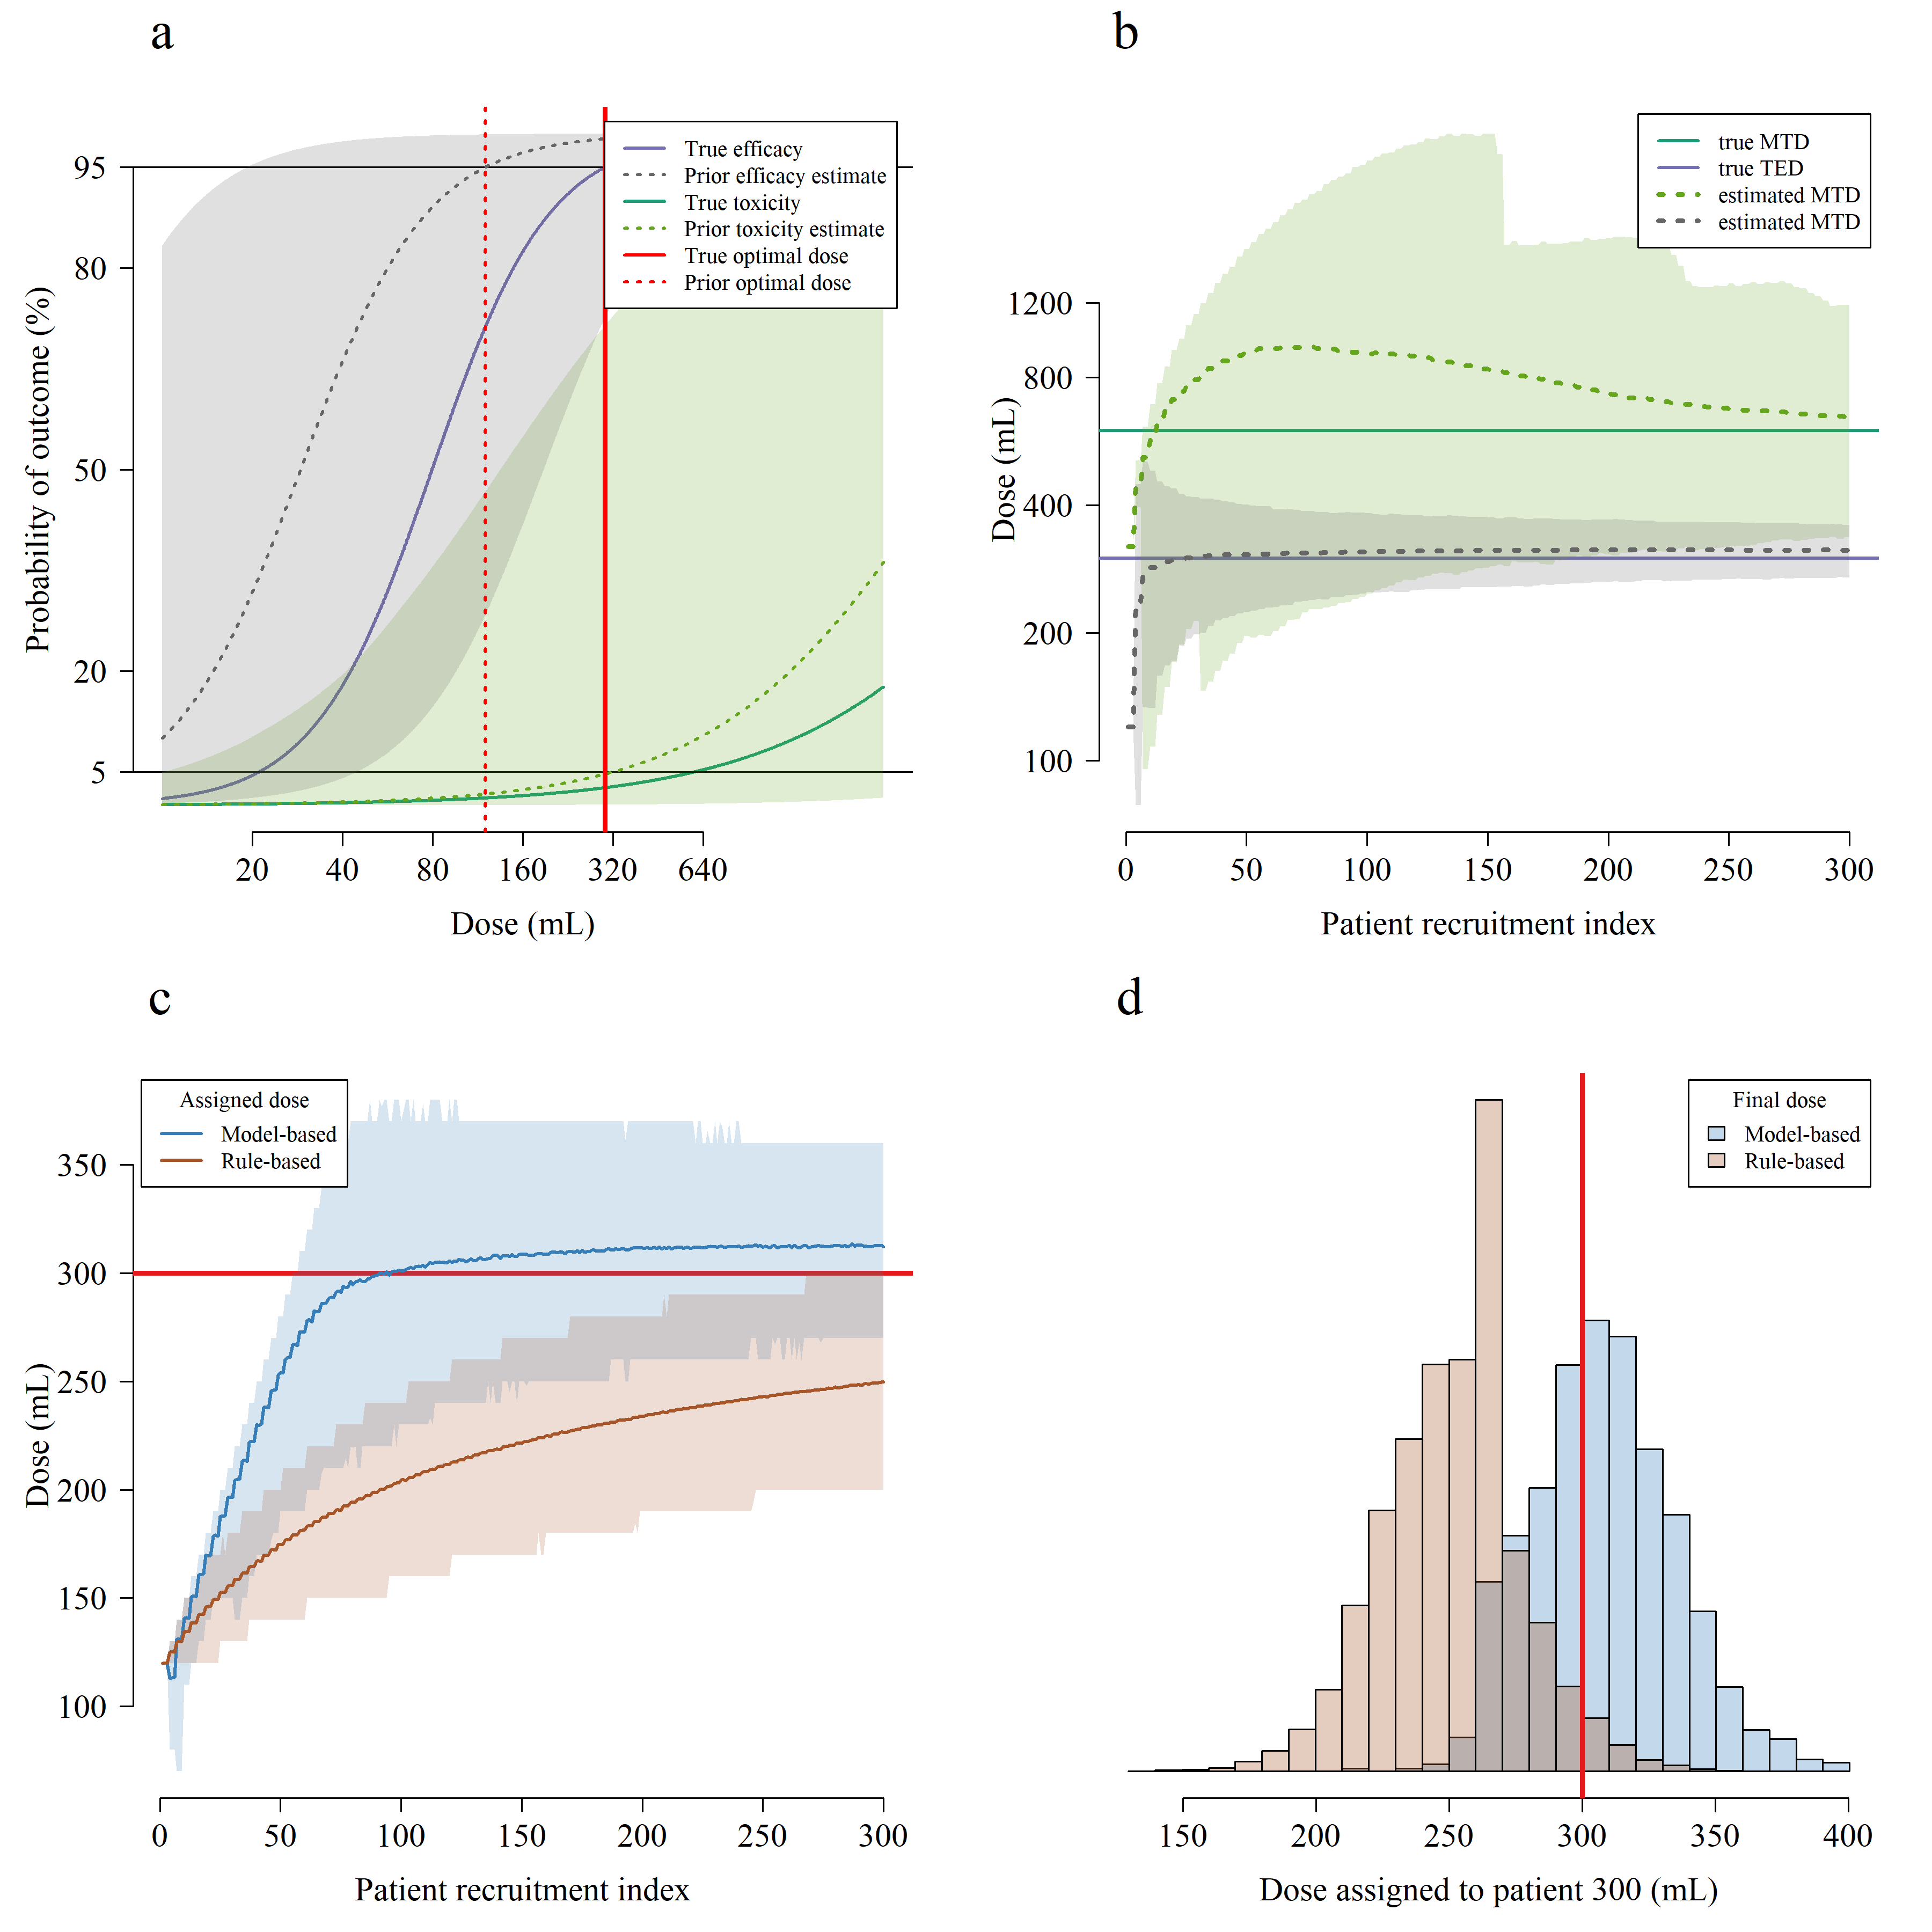 a
Probability of outcome (%)
95
80
50
20
5
True efficacy
Prior efficacy estimate
True toxicity
Prior toxicity estimate
True optimal dose
Prior optimal dose
20 40 80 160 320 640
Dose (mL)
b
Dose (mL)
1200
800
400
200
100
true MTD
true TED
estimated MTD
estimated MTD
0 50 100 150 200 250 300
Patient recruitment index
c
Dose (mL)
350
300
250
200
150
100
Assigned dose
Model-based
Rule-based
0 50 100 150 200 250 300
Patient recruitment index
d
Final dose
Model-based
Rule-based
150 200 250 300 350 400
Dose assigned to patient 300 (mL)